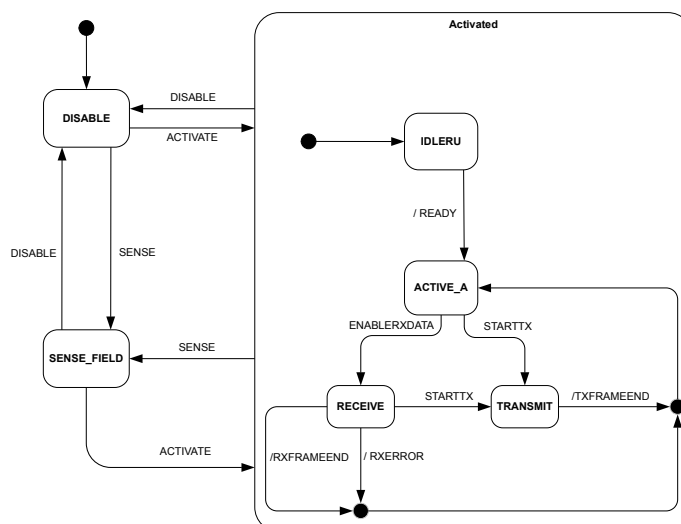 Activated
DISABLE
DISABLE
ACTIVATE
IDLERU
/ READY
DISABLE
SENSE
ACTIVE_A
ENABLERXDATA
STARTTX
SENSE_FIELD
SENSE
RECEIVE
STARTTX
TRANSMIT
/TXFRAMEEND
ACTIVATE
/RXFRAMEEND
/ RXERROR